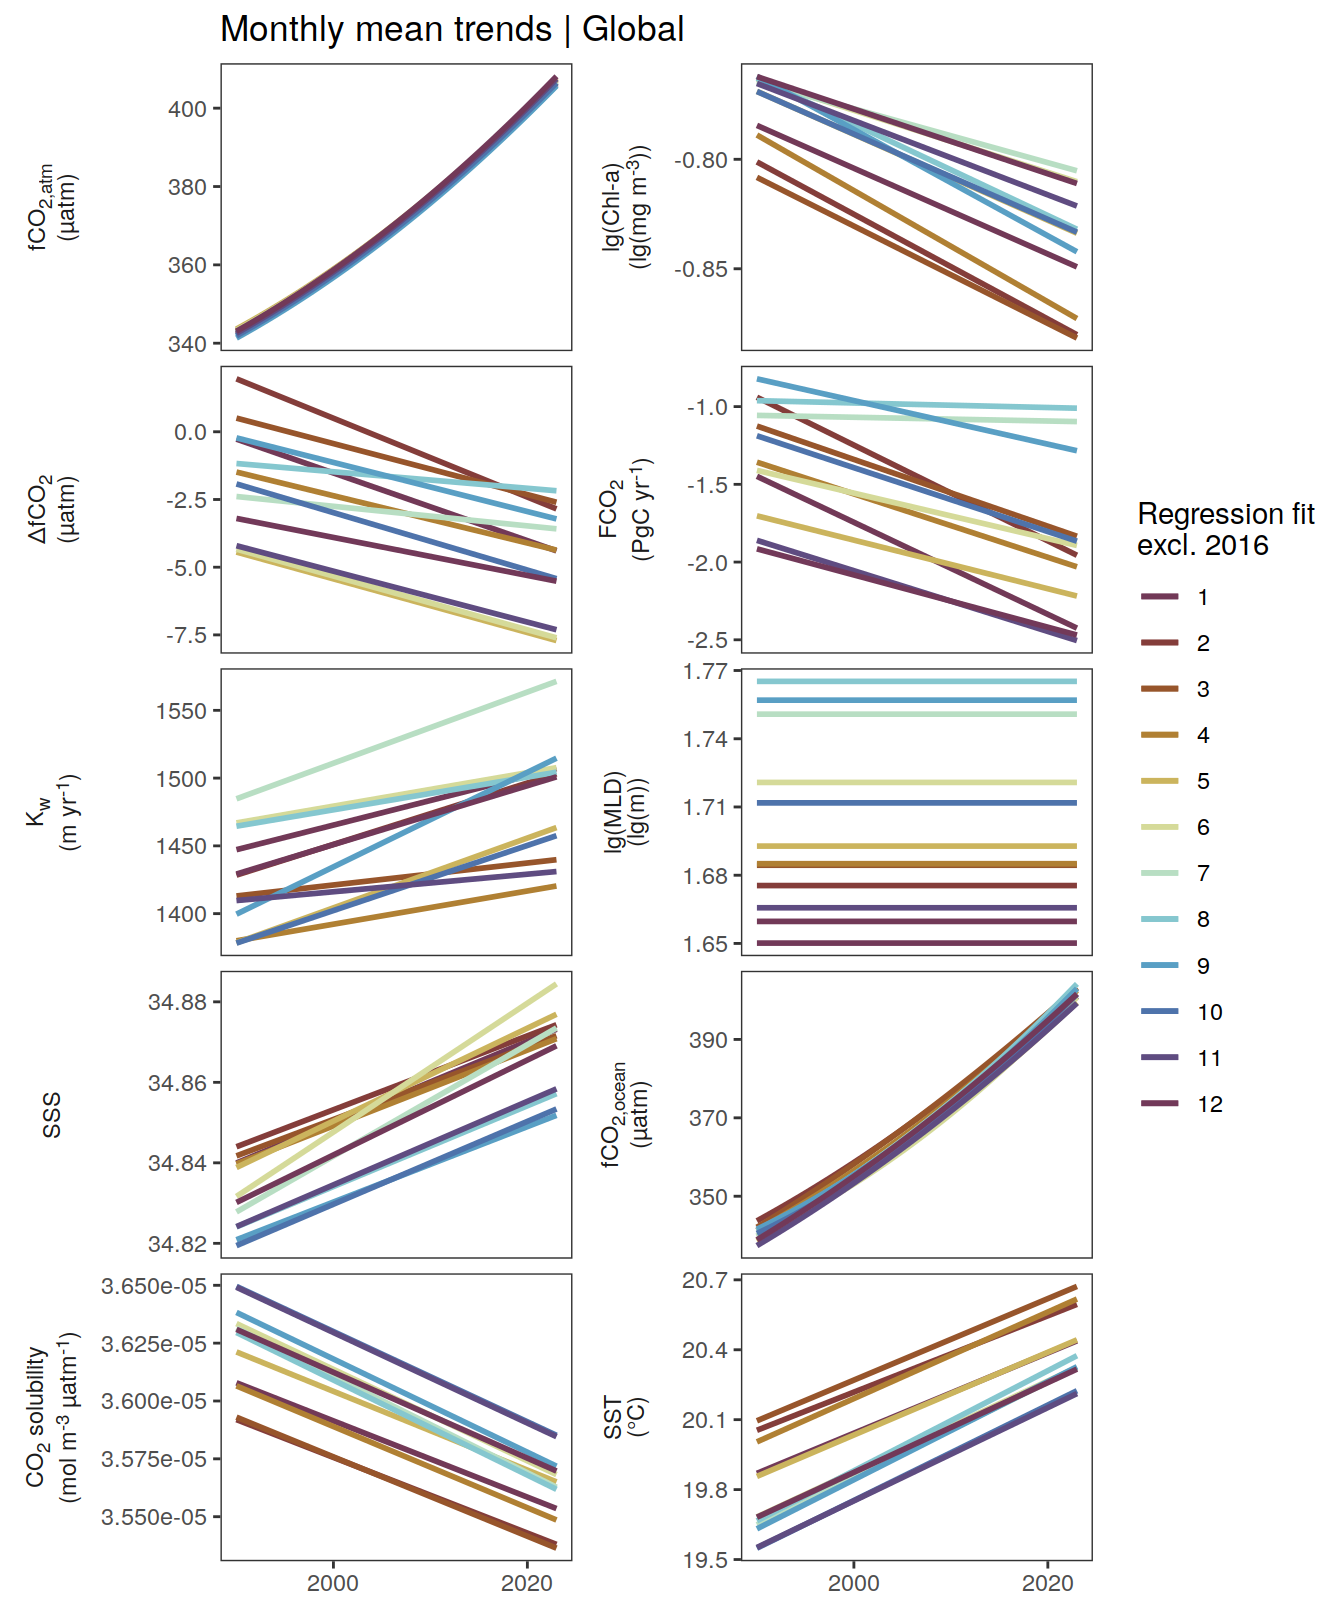 Monthly mean trends | Global
fCO2,atm
(µatm)
400
380
360
340
lg(Chl-a)
(lg(mg m-3))
-0.80
-0.85
ΔfCO2
(µatm)
0.0
-2.5
-5.0
-7.5
FCO2
(PgC yr-1)
-1.0
-1.5
-2.0
-2.5
Kw
(m yr-1)
1550
1500
1450
1400
lg(MLD)
(lg(m))
1.77
1.74
1.71
1.68
1.65
SSS
34.88
34.86
34.84
34.82
fCO2,ocean
(µatm)
390
370
350
CO2 solubility
(mol m-3 µatm-1)
3.650e-05
3.625e-05
3.600e-05
3.575e-05
3.550e-05
2000
2020
SST
(°C)
20.7
20.4
20.1
19.8
19.5
2000
2020
Regression fit
excl. 2016
1
2
3
4
5
6
7
8
9
10
11
12